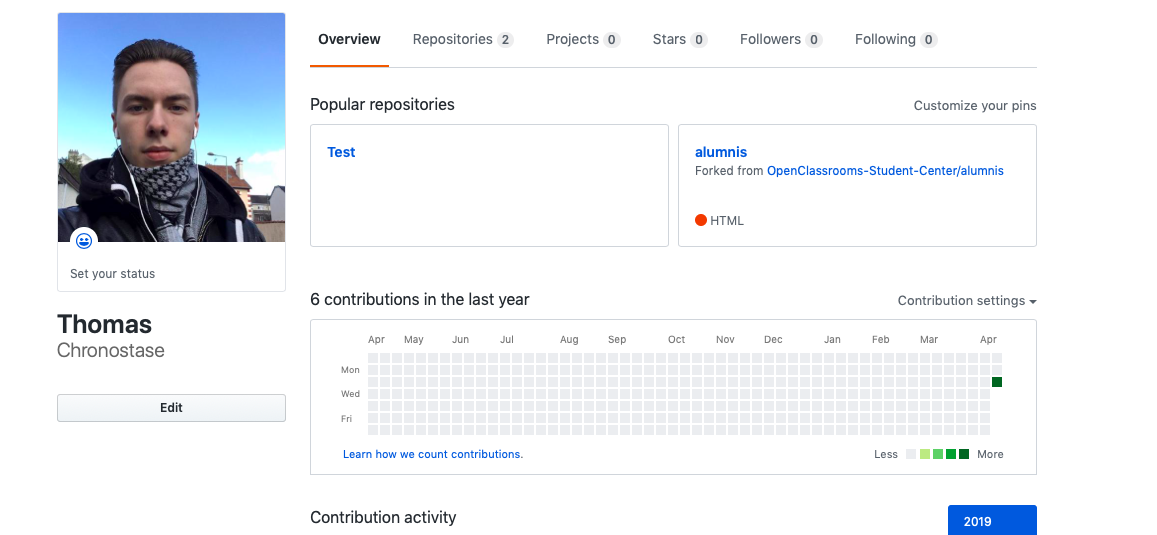 Overview Repositories 2 Projects 0 Stars 0 Followers 0 Following 0
Popular repositories Customize your pins
Test
alumnis
Forked from OpenClassrooms-Student-Center/alumnis
HTML
Set your status
Thomas
Chronostase
Edit
6 contributions in the last year Contribution settings
Apr May Jun Jul Aug Sep Oct Nov Dec Jan Feb Mar Apr
Mon
Wed
Fri
Learn how we count contributions. Less More
Contribution activity 2019